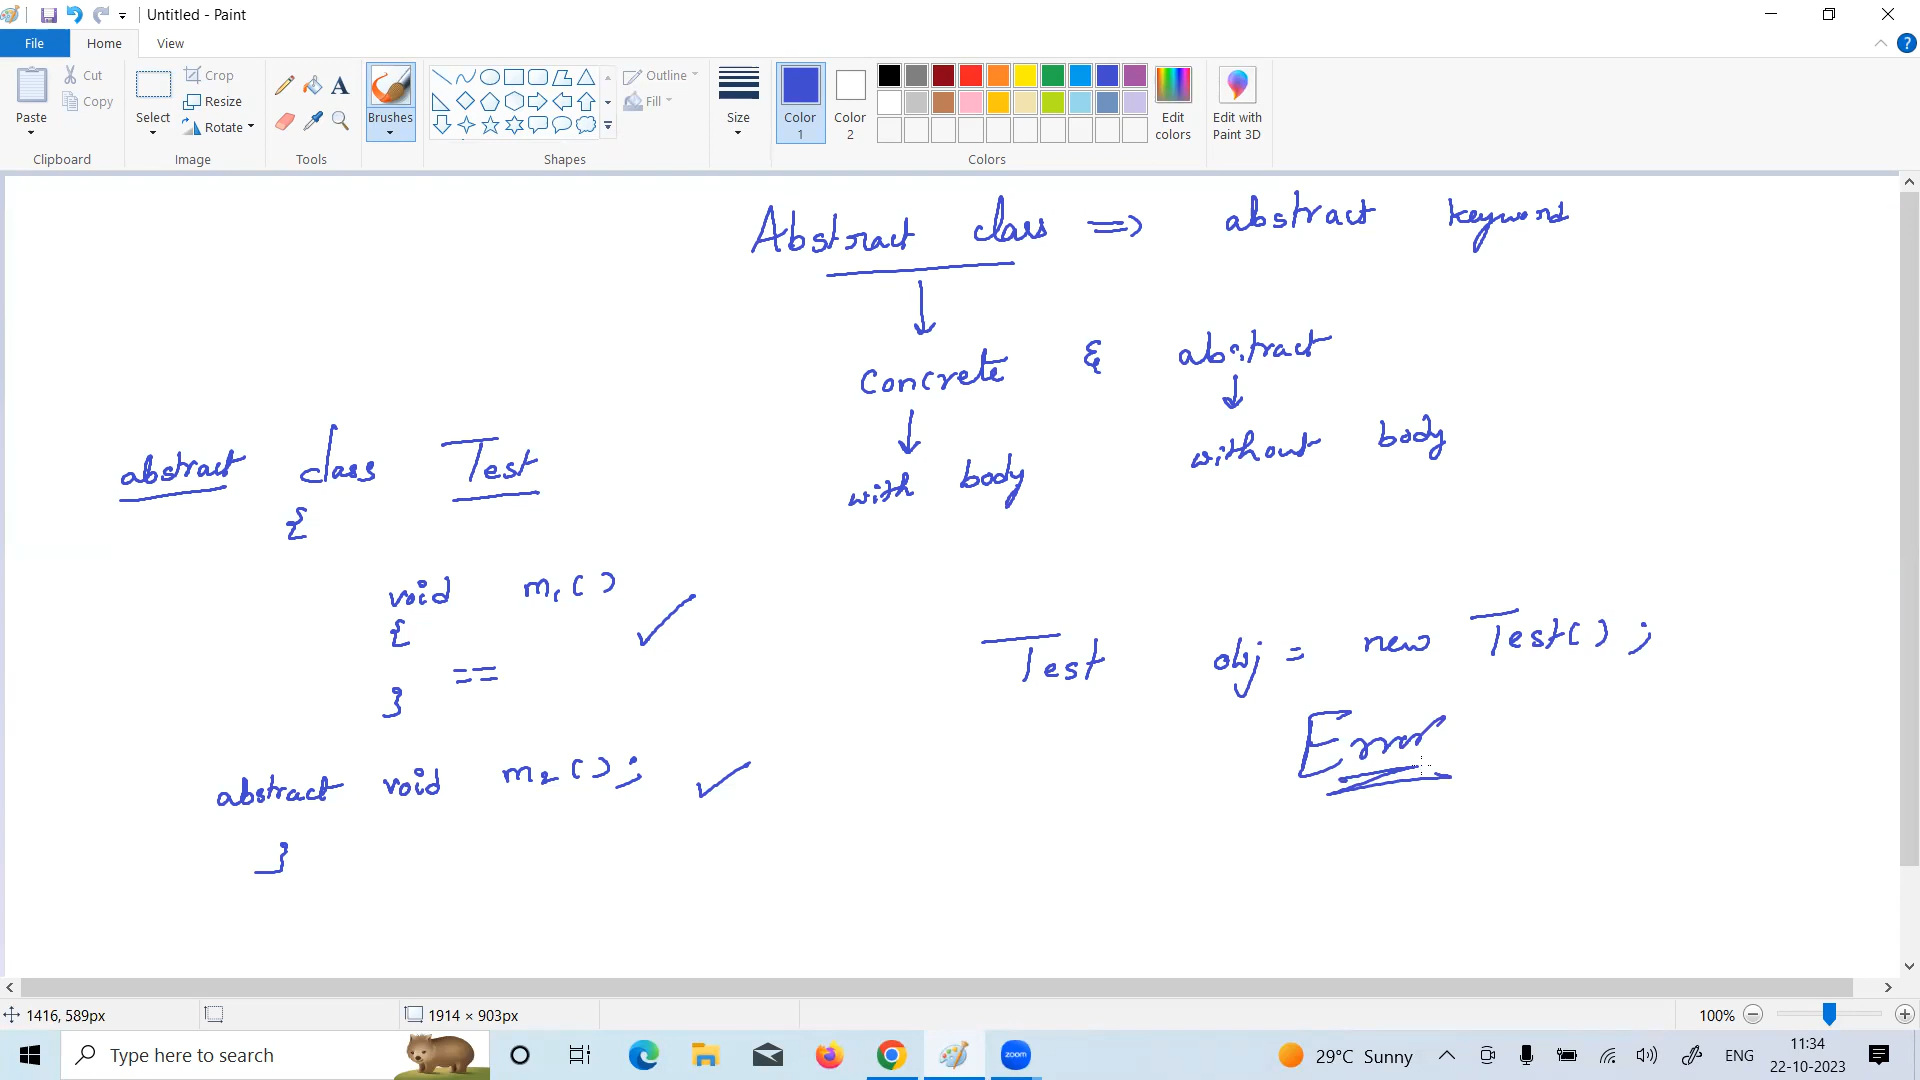 Untitled - Paint
File Home View
Paste Cut Copy
Select Crop Resize Rotate
Brushes
Outline Fill
Size
Color 1
Color 2
Edit colors
Edit with Paint 3D
Clipboard Image Tools Shapes Colors
Abstract class => abstract keyword
Concrete & abstract
with body without body
abstract class Test
{
void m1()
{
==
}
abstract void m2();
}
Test obj = new Test();
Error
1416, 589px 1914 × 903px 100%
Type here to search zoom 29°C Sunny ENG 11:34
22-10-2023